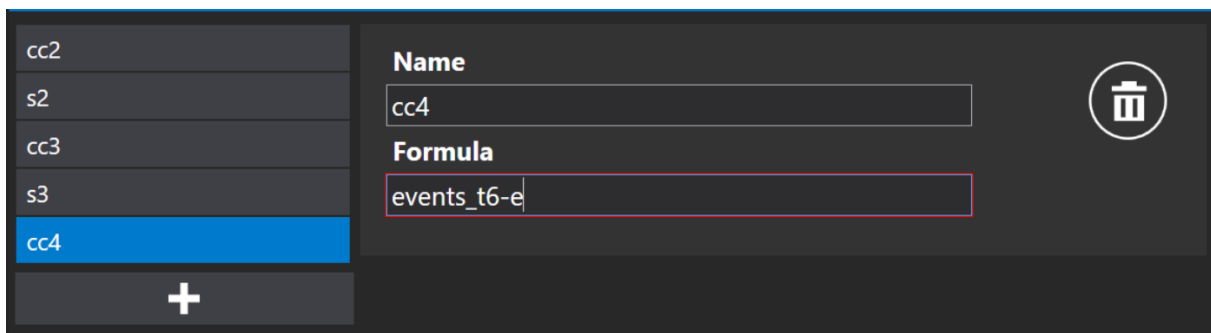 cc2
s2
cc3
s3
cc4
Name
cc4
Formula
events_t6-e